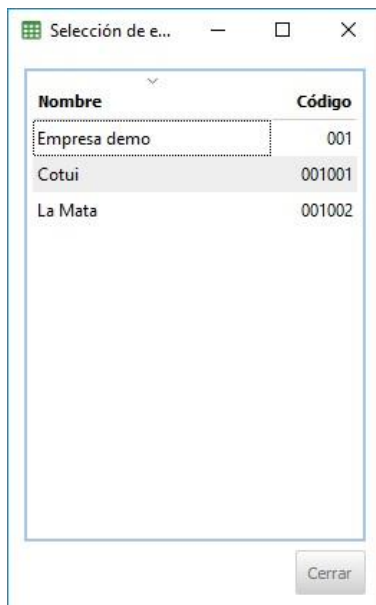 Selección de e...
Nombre Código
Empresa demo 001
Cotui 001001
La Mata 001002
Cerrar